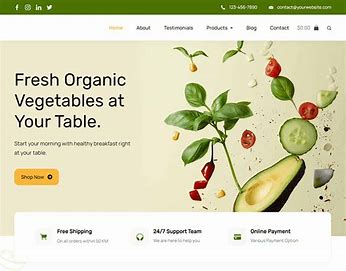 123-456-7890 contact@yourwebsite.com
Home About Testimonials Products Blog Contact $0.00
Fresh Organic
Vegetables at
Your Table.
Start your morning with healthy breakfast right
at your table.
Shop Now
Free Shipping
On all orders within 50 KM
24/7 Support Team
We are here to help you
Online Payment
Various Payment Option